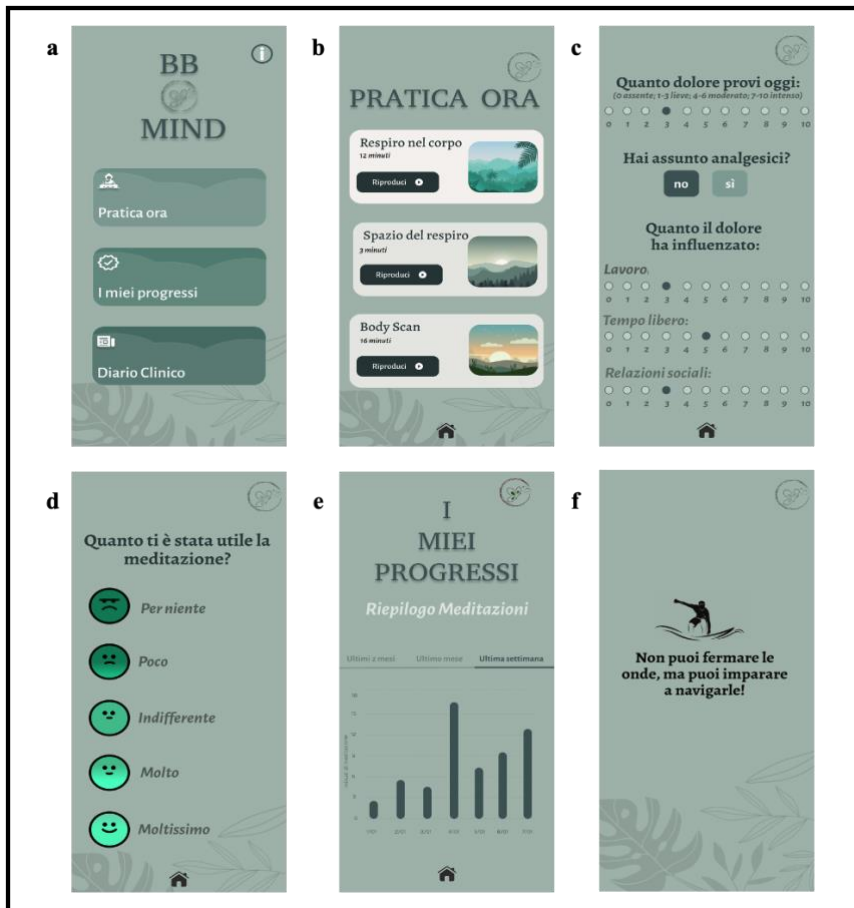 a
BB
MIND
Pratica ora
I miei progressi
Diario Clinico
b
PRATICA ORA
Respiro nel corpo
12 minuti
Riproduci
Spazio del respiro
3 minuti
Riproduci
Body Scan
16 minuti
Riproduci
c
Quanto dolore provi oggi:
(0 assente; 1-3 lieve; 4-6 moderato; 7-10 intenso)
0 1 2 3 4 5 6 7 8 9 10
Hai assunto analgesici?
no sì
Quanto il dolore
ha influenzato:
Lavoro:
0 1 2 3 4 5 6 7 8 9 10
Tempo libero:
0 1 2 3 4 5 6 7 8 9 10
Relazioni sociali:
0 1 2 3 4 5 6 7 8 9 10
d
Quanto ti è stata utile la
meditazione?
Per niente
Poco
Indifferente
Molto
Moltissimo
e
I
MIEI
PROGRESSI
Riepilogo Meditazioni
Ultimi 2 mesi Ultimo mese Ultima settimana
f
Non puoi fermare le
onde, ma puoi imparare
a navigarle!